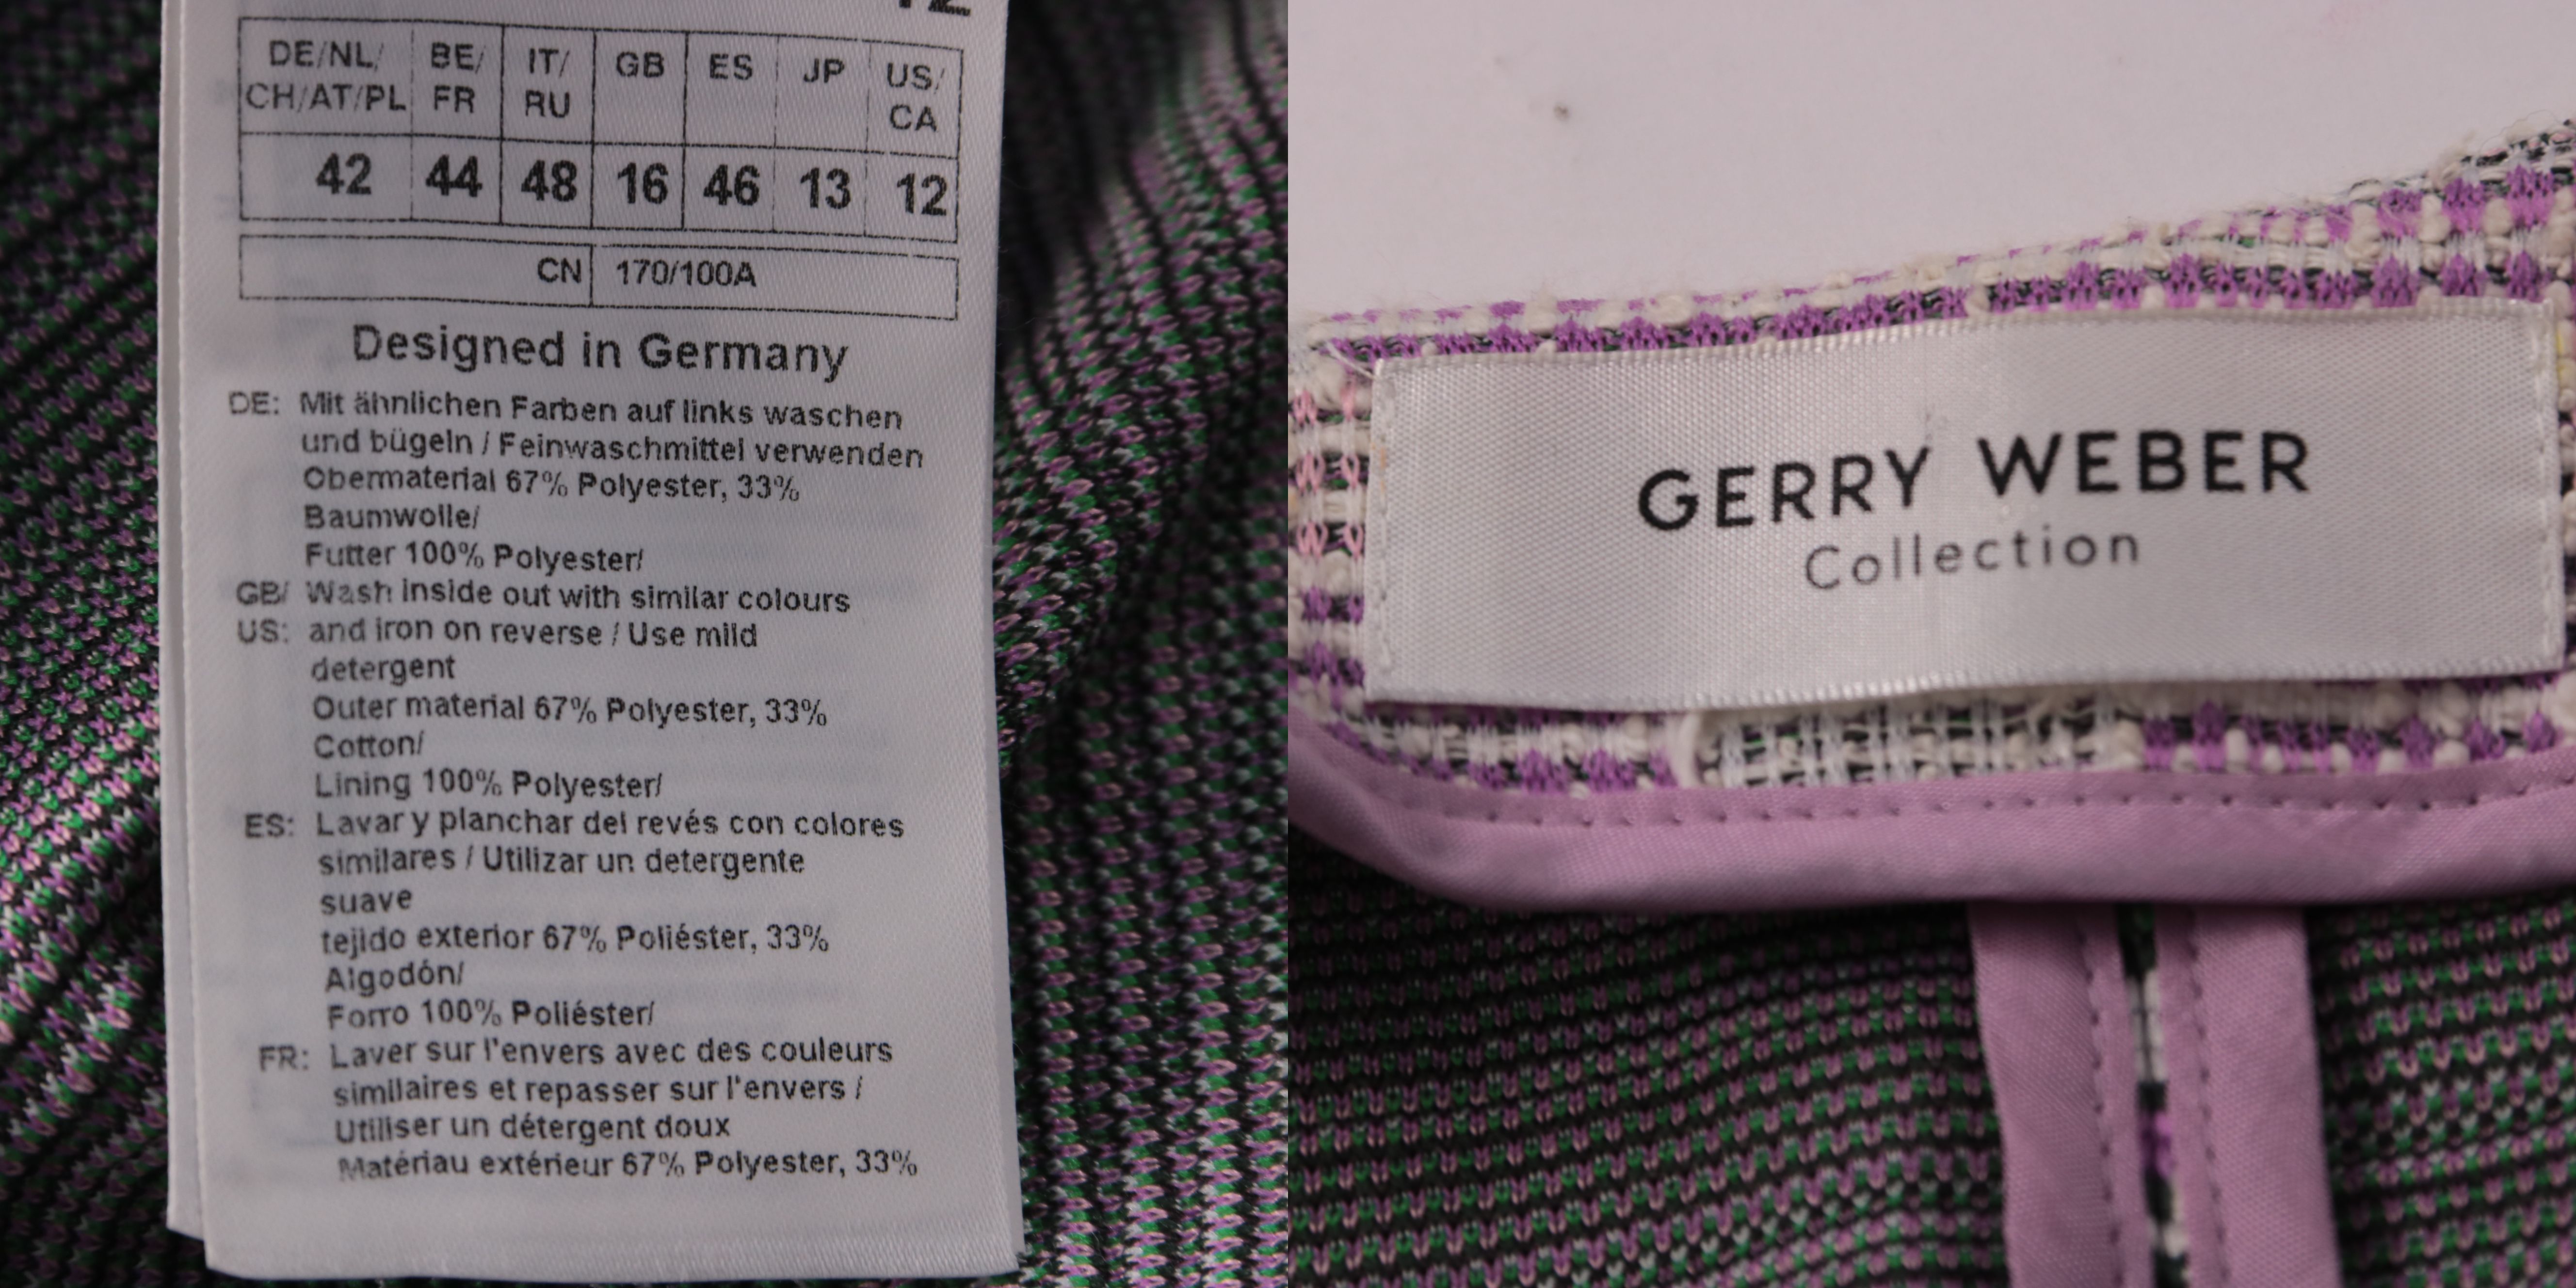 DE/NL/ BE/ IT/ GB ES JP US/
CH/AT/PL FR RU CA
42 44 48 16 46 13 12
CN 170/100A
Designed in Germany
DE: Mit ähnlichen Farben auf links waschen
und bügeln / Feinwaschmittel verwenden
Obermaterial 67% Polyester, 33%
Baumwolle/
Futter 100% Polyester/
GB/ Wash inside out with similar colours
US: and iron on reverse / Use mild
detergent
Outer material 67% Polyester, 33%
Cotton/
Lining 100% Polyester/
ES: Lavar y planchar del revés con colores
similares / Utilizar un detergente
suave
tejido exterior 67% Poliéster, 33%
Algodón/
Forro 100% Poliéster/
FR: Laver sur l'envers avec des couleurs
similaires et repasser sur l'envers /
Utiliser un détergent doux
Matériau extérieur 67% Polyester, 33%
GERRY WEBER
Collection